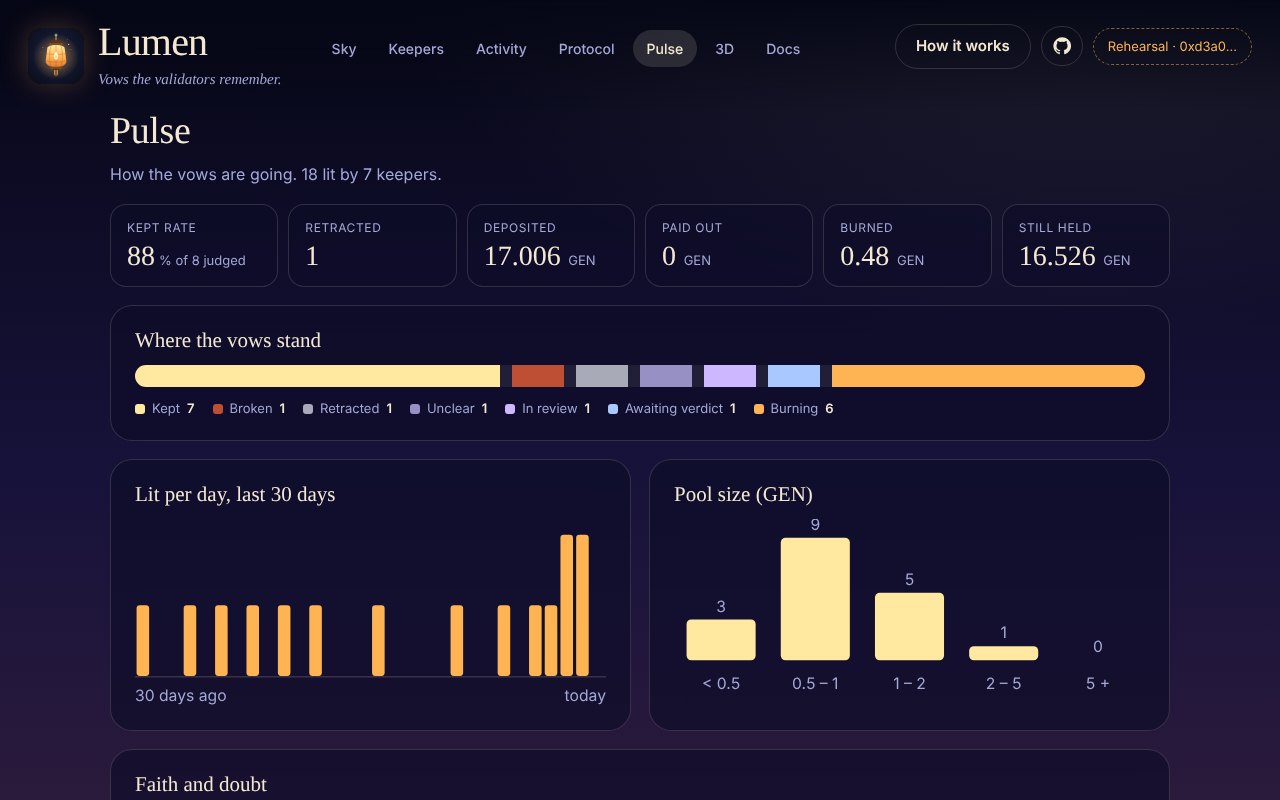 Lumen
Vows the validators remember.
Sky Keepers Activity Protocol Pulse 3D Docs
How it works
Rehearsal · 0xd3a0…
Pulse
How the vows are going. 18 lit by 7 keepers.
KEPT RATE
88 % of 8 judged
RETRACTED
1
DEPOSITED
17.006 GEN
PAID OUT
0 GEN
BURNED
0.48 GEN
STILL HELD
16.526 GEN
Where the vows stand
Kept 7 Broken 1 Retracted 1 Unclear 1 In review 1 Awaiting verdict 1 Burning 6
Lit per day, last 30 days
30 days ago today
Pool size (GEN)
3 9 5 1 0
< 0.5 0.5 – 1 1 – 2 2 – 5 5 +
Faith and doubt